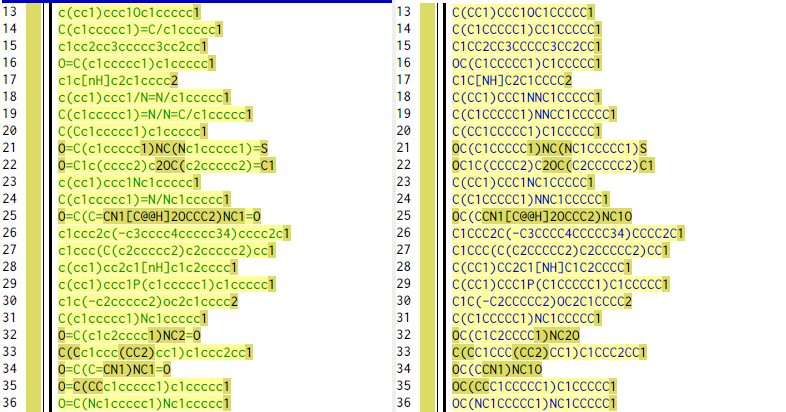 13 c(cc1)ccc1Oc1ccccc1
14 C(c1ccccc1)=C/c1ccccc1
15 c1cc2cc3ccccc3cc2cc1
16 O=C(c1ccccc1)c1ccccc1
17 c1c[nH]c2c1cccc2
18 c(cc1)ccc1/N=N/c1ccccc1
19 C(c1ccccc1)=N/N=C/c1ccccc1
20 C(Cc1ccccc1)c1ccccc1
21 O=C(c1ccccc1)NC(Nc1ccccc1)=S
22 O=C1c(cccc2)c2OC(c2ccccc2)=C1
23 c(cc1)ccc1Nc1ccccc1
24 C(c1ccccc1)=N/Nc1ccccc1
25 O=C(C=CN1[C@@H]2OCCC2)NC1=O
26 c1ccc2c(-c3cccc4ccccc34)cccc2c1
27 c1ccc(C(c2ccccc2)c2ccccc2)cc1
28 c(cc1)cc2c1[nH]c1c2cccc1
29 c(cc1)ccc1P(c1ccccc1)c1ccccc1
30 c1c(-c2ccccc2)oc2c1cccc2
31 C(c1ccccc1)Nc1ccccc1
32 O=C(c1c2cccc1)NC2=O
33 C(Cc1ccc(CC2)cc1)c1ccc2cc1
34 O=C(C=CN1)NC1=O
35 O=C(CCc1ccccc1)c1ccccc1
36 O=C(Nc1ccccc1)Nc1ccccc1
13 C(CC1)CCC1OC1CCCCC1
14 C(C1CCCCC1)CC1CCCCC1
15 C1CC2CC3CCCCC3CC2CC1
16 OC(C1CCCCC1)C1CCCCC1
17 C1C[NH]C2C1CCCC2
18 C(CC1)CCC1NNC1CCCCC1
19 C(C1CCCCC1)NNCC1CCCCC1
20 C(CC1CCCCC1)C1CCCCC1
21 OC(C1CCCCC1)NC(NC1CCCCC1)S
22 OC1C(CCCC2)C2OC(C2CCCCC2)C1
23 C(CC1)CCC1NC1CCCCC1
24 C(C1CCCCC1)NNC1CCCCC1
25 OC(CCN1[C@@H]2OCCC2)NC1O
26 C1CCC2C(-C3CCCC4CCCCC34)CCCC2C1
27 C1CCC(C(C2CCCCC2)C2CCCCC2)CC1
28 C(CC1)CC2C1[NH]C1C2CCCC1
29 C(CC1)CCC1P(C1CCCCC1)C1CCCCC1
30 C1C(-C2CCCCC2)OC2C1CCCC2
31 C(C1CCCCC1)NC1CCCCC1
32 OC(C1C2CCCC1)NC2O
33 C(CC1CCC(CC2)CC1)C1CCC2CC1
34 OC(CCN1)NC1O
35 OC(CCC1CCCCC1)C1CCCCC1
36 OC(NC1CCCCC1)NC1CCCCC1